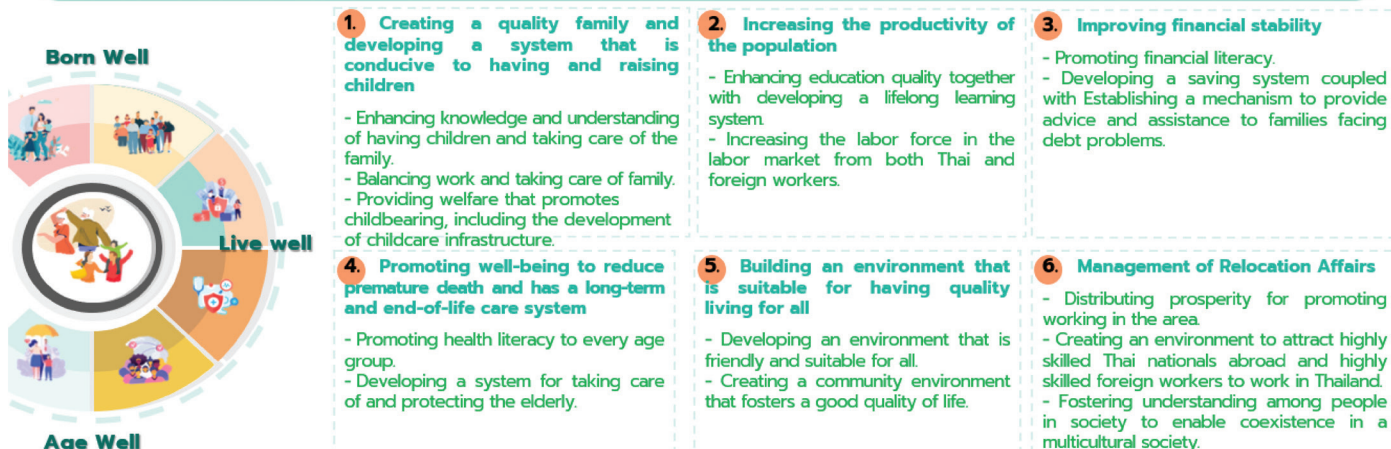 Born Well
Live well
Age Well
1. Creating a quality family and
developing a system that is
conducive to having and raising
children
- Enhancing knowledge and understanding
of having children and taking care of the
family.
- Balancing work and taking care of family.
- Providing welfare that promotes
childbearing, including the development
of childcare infrastructure.
2. Increasing the productivity of
the population
- Enhancing education quality together
with developing a lifelong learning
system.
- Increasing the labor force in the
labor market from both Thai and
foreign workers.
3. Improving financial stability
- Promoting financial literacy.
- Developing a saving system coupled
with Establishing a mechanism to provide
advice and assistance to families facing
debt problems.
4. Promoting well-being to reduce
premature death and has a long-term
and end-of-life care system
- Promoting health literacy to every age
group.
- Developing a system for taking care
of and protecting the elderly.
5. Building an environment that
is suitable for having quality
living for all
- Developing an environment that is
friendly and suitable for all.
- Creating a community environment
that fosters a good quality of life.
6. Management of Relocation Affairs
- Distributing prosperity for promoting
working in the area.
- Creating an environment to attract highly
skilled Thai nationals abroad and highly
skilled foreign workers to work in Thailand.
- Fostering understanding among people
in society to enable coexistence in a
multicultural society.